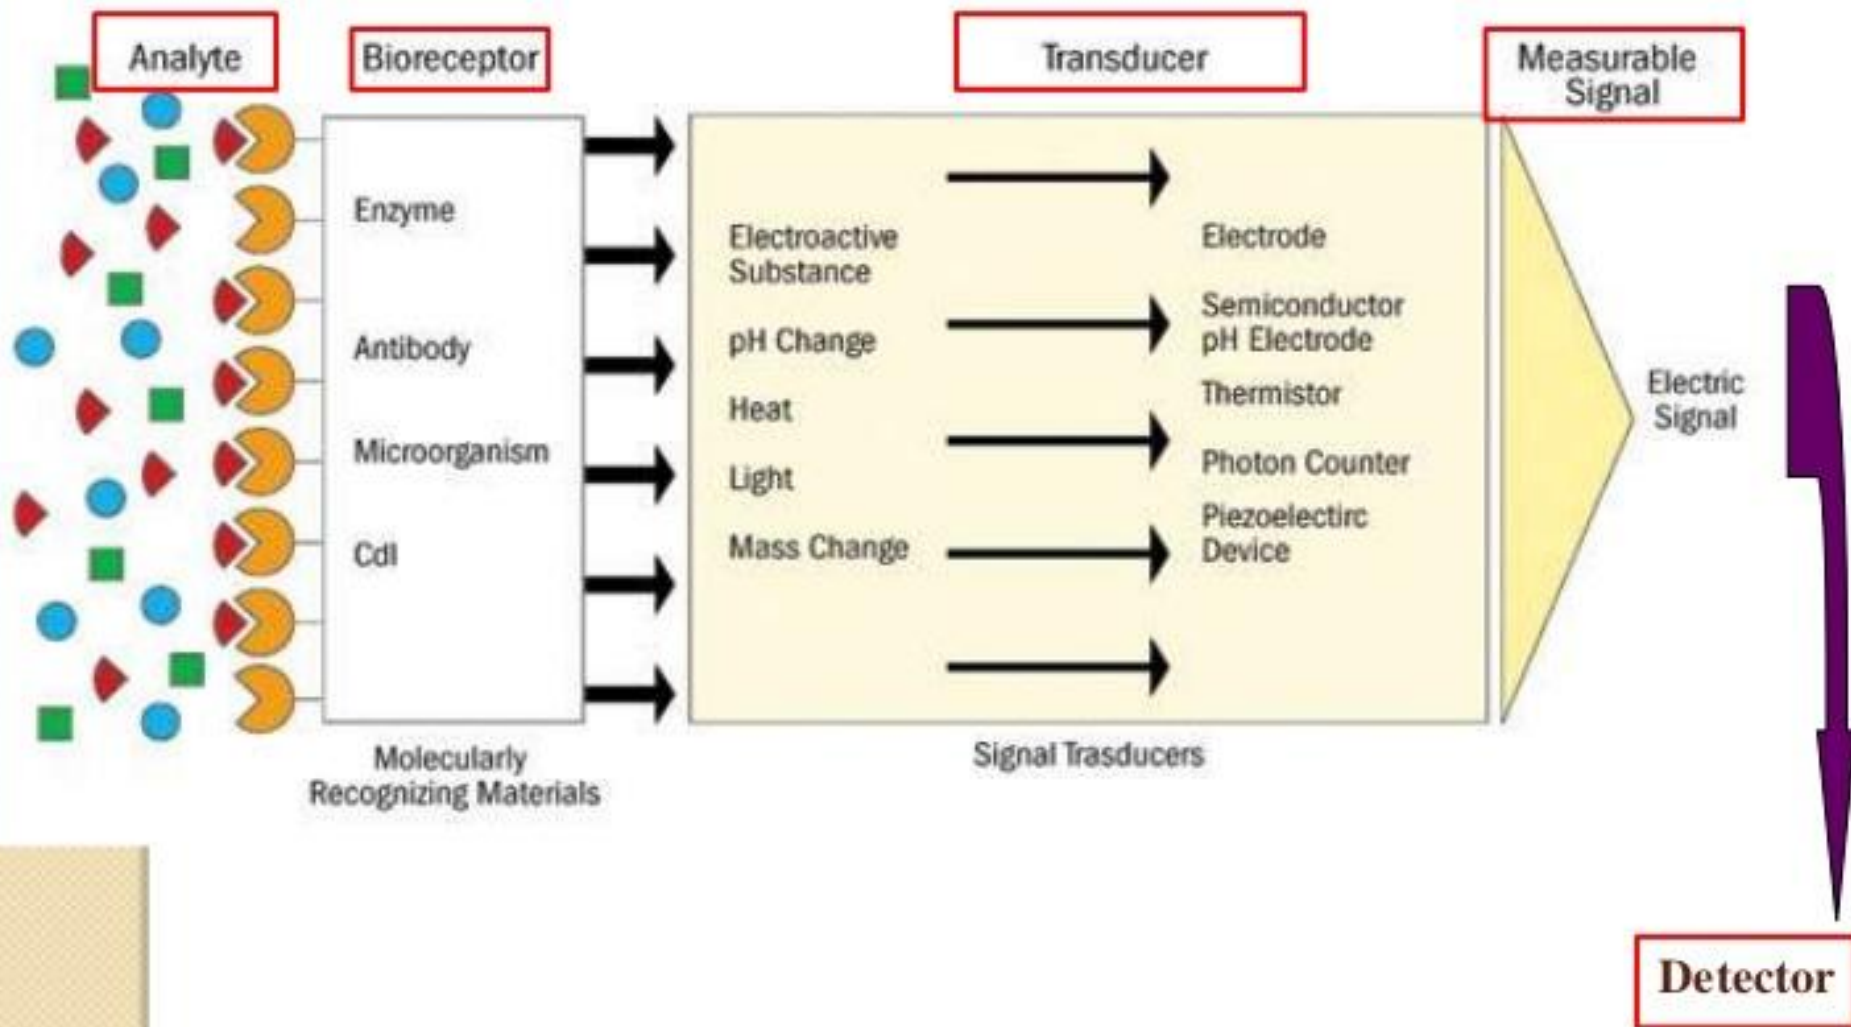 Analyte
Bioreceptor
Transducer
Measurable
Signal
Enzyme
Antibody
Microorganism
Cdl
Molecularly
Recognizing Materials
Electroactive
Substance
pH Change
Heat
Light
Mass Change
Electrode
Semiconductor
pH Electrode
Thermistor
Photon Counter
Piezoelectirc
Device
Signal Trasducers
Electric
Signal
Detector